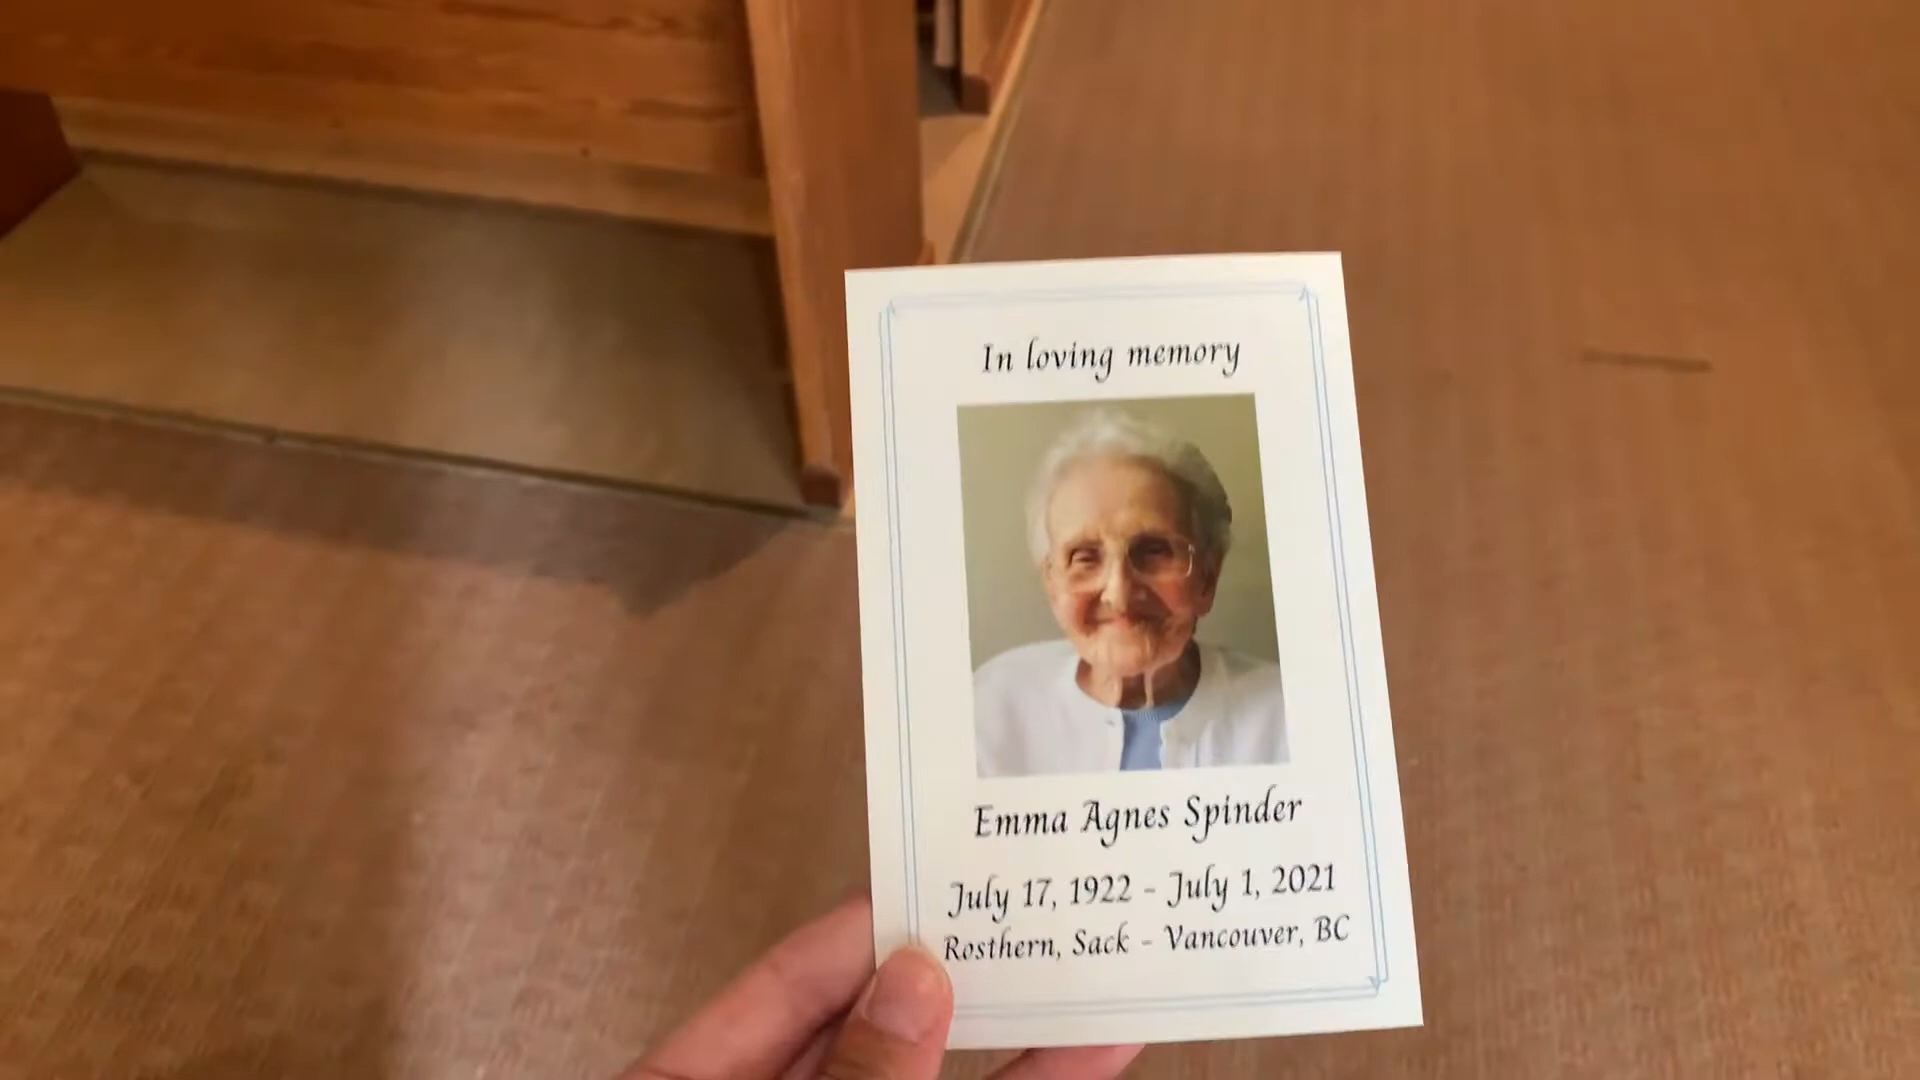 In loving memory
Emma Agnes Spinder
July 17, 1922 - July 1, 2021
Rosthern, Sack - Vancouver, BC